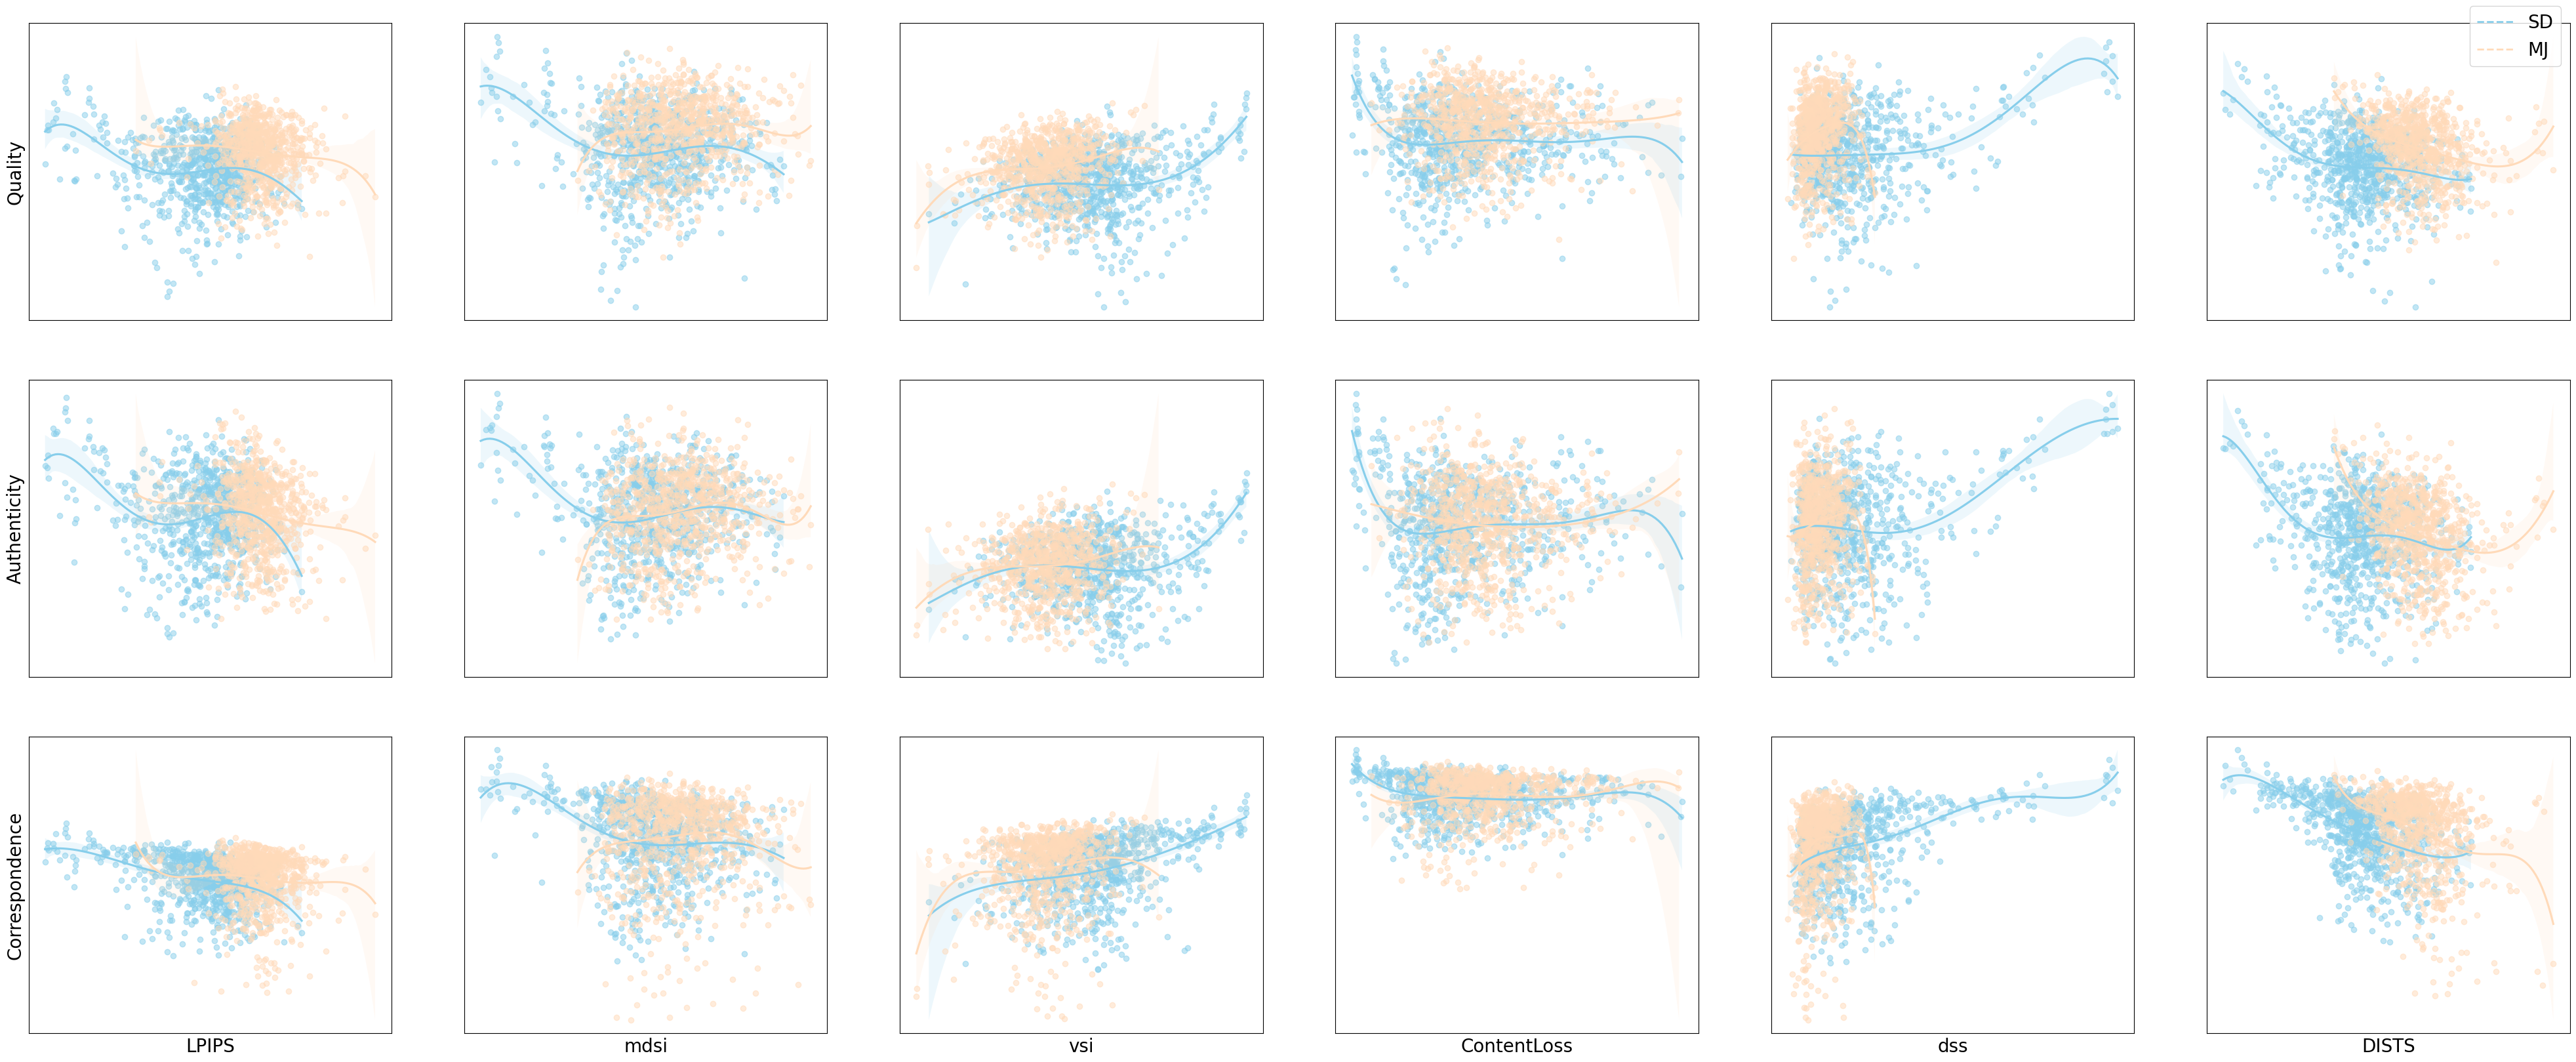 SD
MJ
Quality
Authenticity
Correspondence
LPIPS
mdsi
vsi
ContentLoss
dss
DISTS